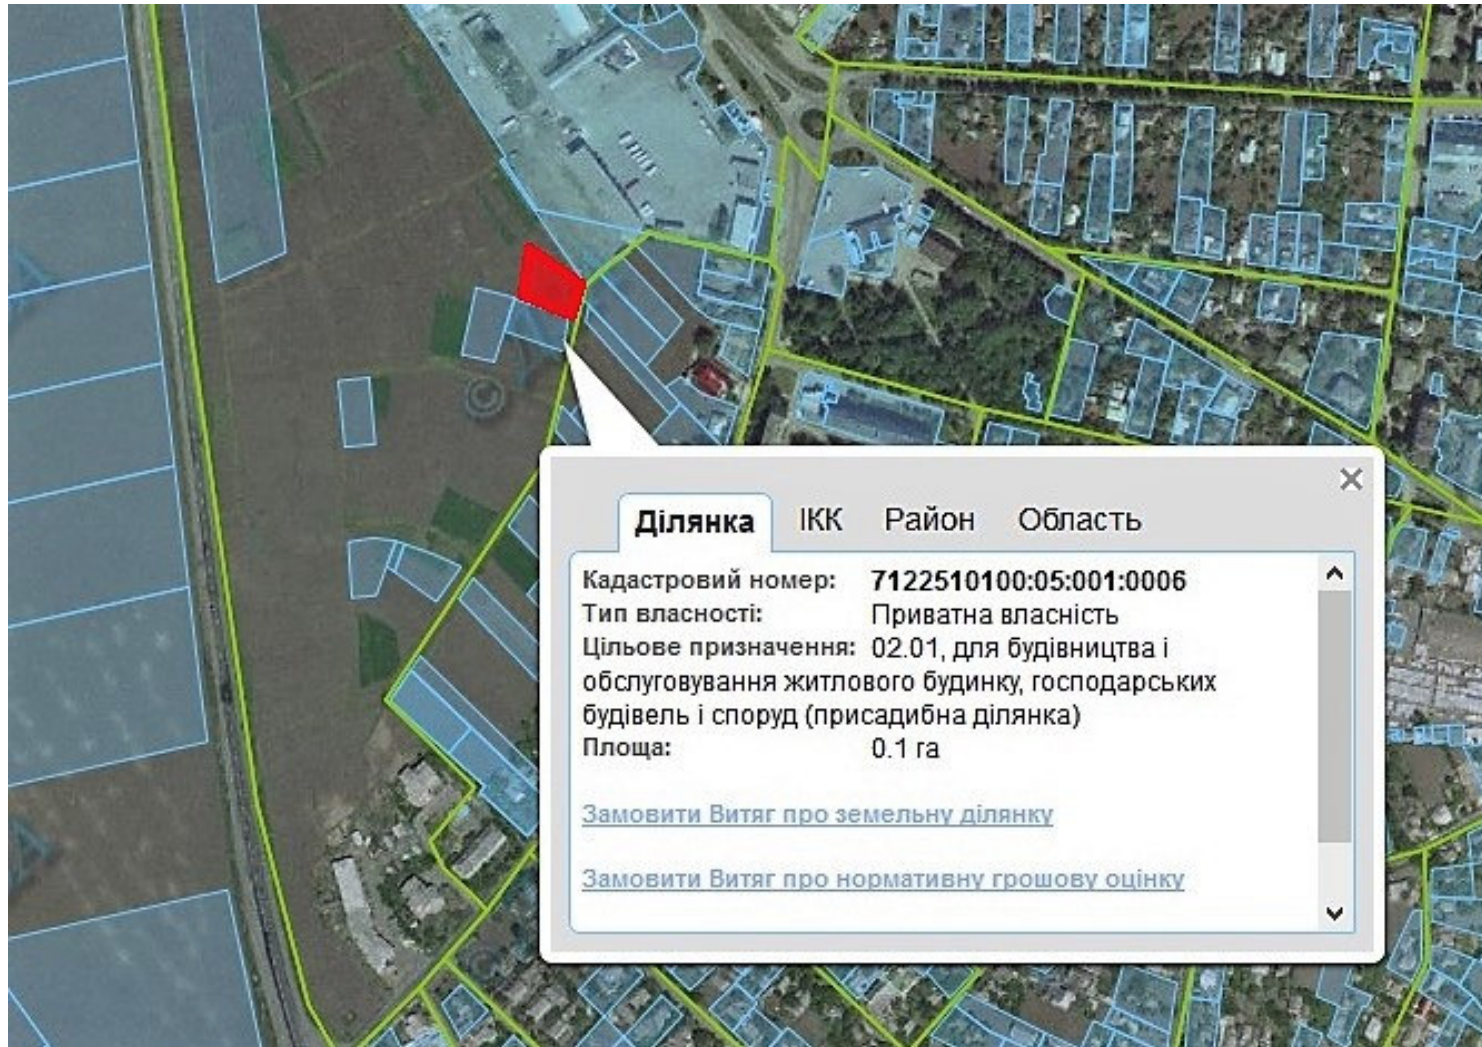 Ділянка ІКК Район Область
Кадастровий номер: 7122510100:05:001:0006
Тип власності: Приватна власність
Цільове призначення: 02.01, для будівництва і
обслуговування житлового будинку, господарських
будівель і споруд (присадибна ділянка)
Площа: 0.1 га
Замовити Витяг про земельну ділянку
Замовити Витяг про нормативну грошову оцінку